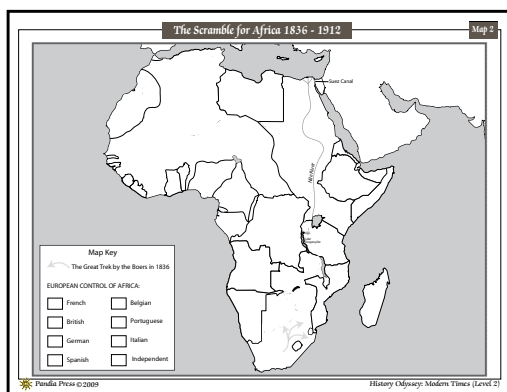 The Scramble for Africa 1836 - 1912
Map 2
Suez Canal
Nile River
Lake
Tanganyika
Map Key
The Great Trek by the Boers in 1836
EUROPEAN CONTROL OF AFRICA:
French
Belgian
British
Portuguese
German
Italian
Spanish
Independent
Pandia Press ©2009
History Odyssey: Modern Times (Level 2)